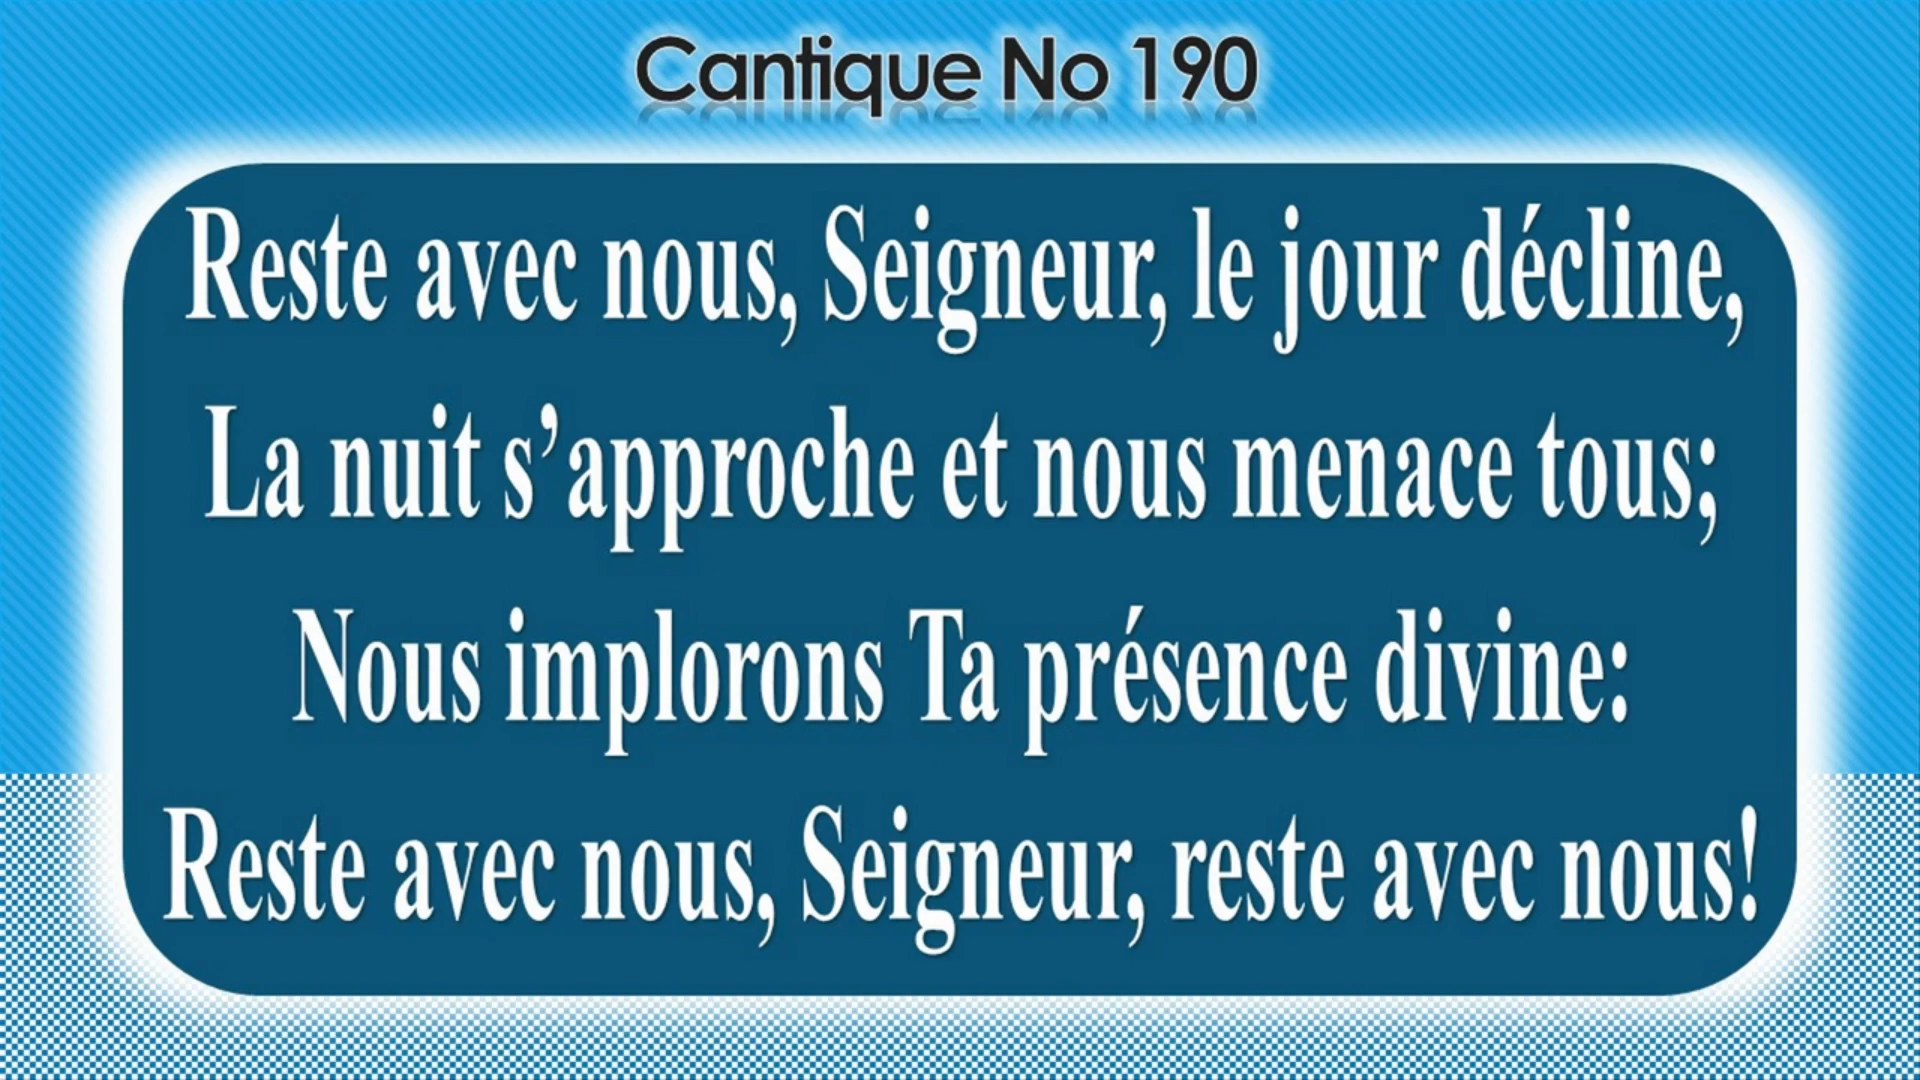 Cantique No 190
Reste avec nous, Seigneur, le jour décline,
La nuit s’approche et nous menace tous;
Nous implorons Ta présence divine:
Reste avec nous, Seigneur, reste avec nous!